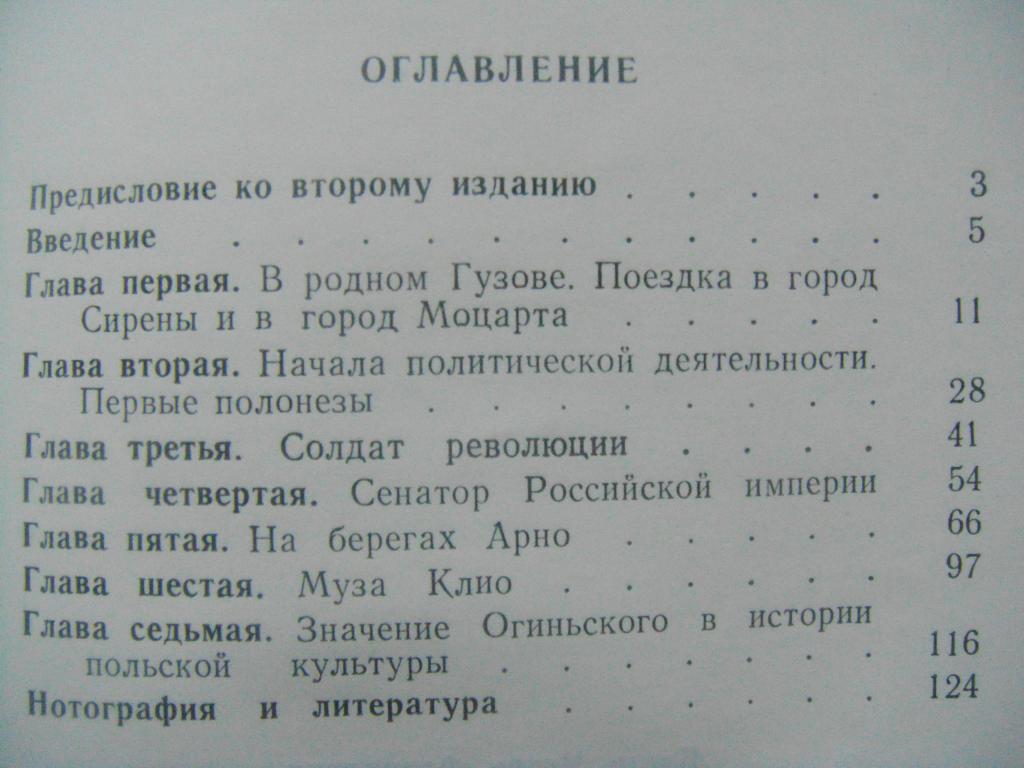 ОГЛАВЛЕНИЕ
Предисловие ко второму изданию . . . . . 3
Введение . . . . . . . . . . . 5
Глава первая. В родном Гузове. Поездка в город
Сирены и в город Моцарта . . . . . 11
Глава вторая. Начала политической деятельности.
Первые полонезы . . . . . . . . 28
Глава третья. Солдат революции . . . . 41
Глава четвертая. Сенатор Российской империи 54
Глава пятая. На берегах Арно . . . . . 66
Глава шестая. Муза Клио . . . . . . 97
Глава седьмая. Значение Огиньского в истории
польской культуры . . . . . . . 116
Нотография и литература . . . . . . 124